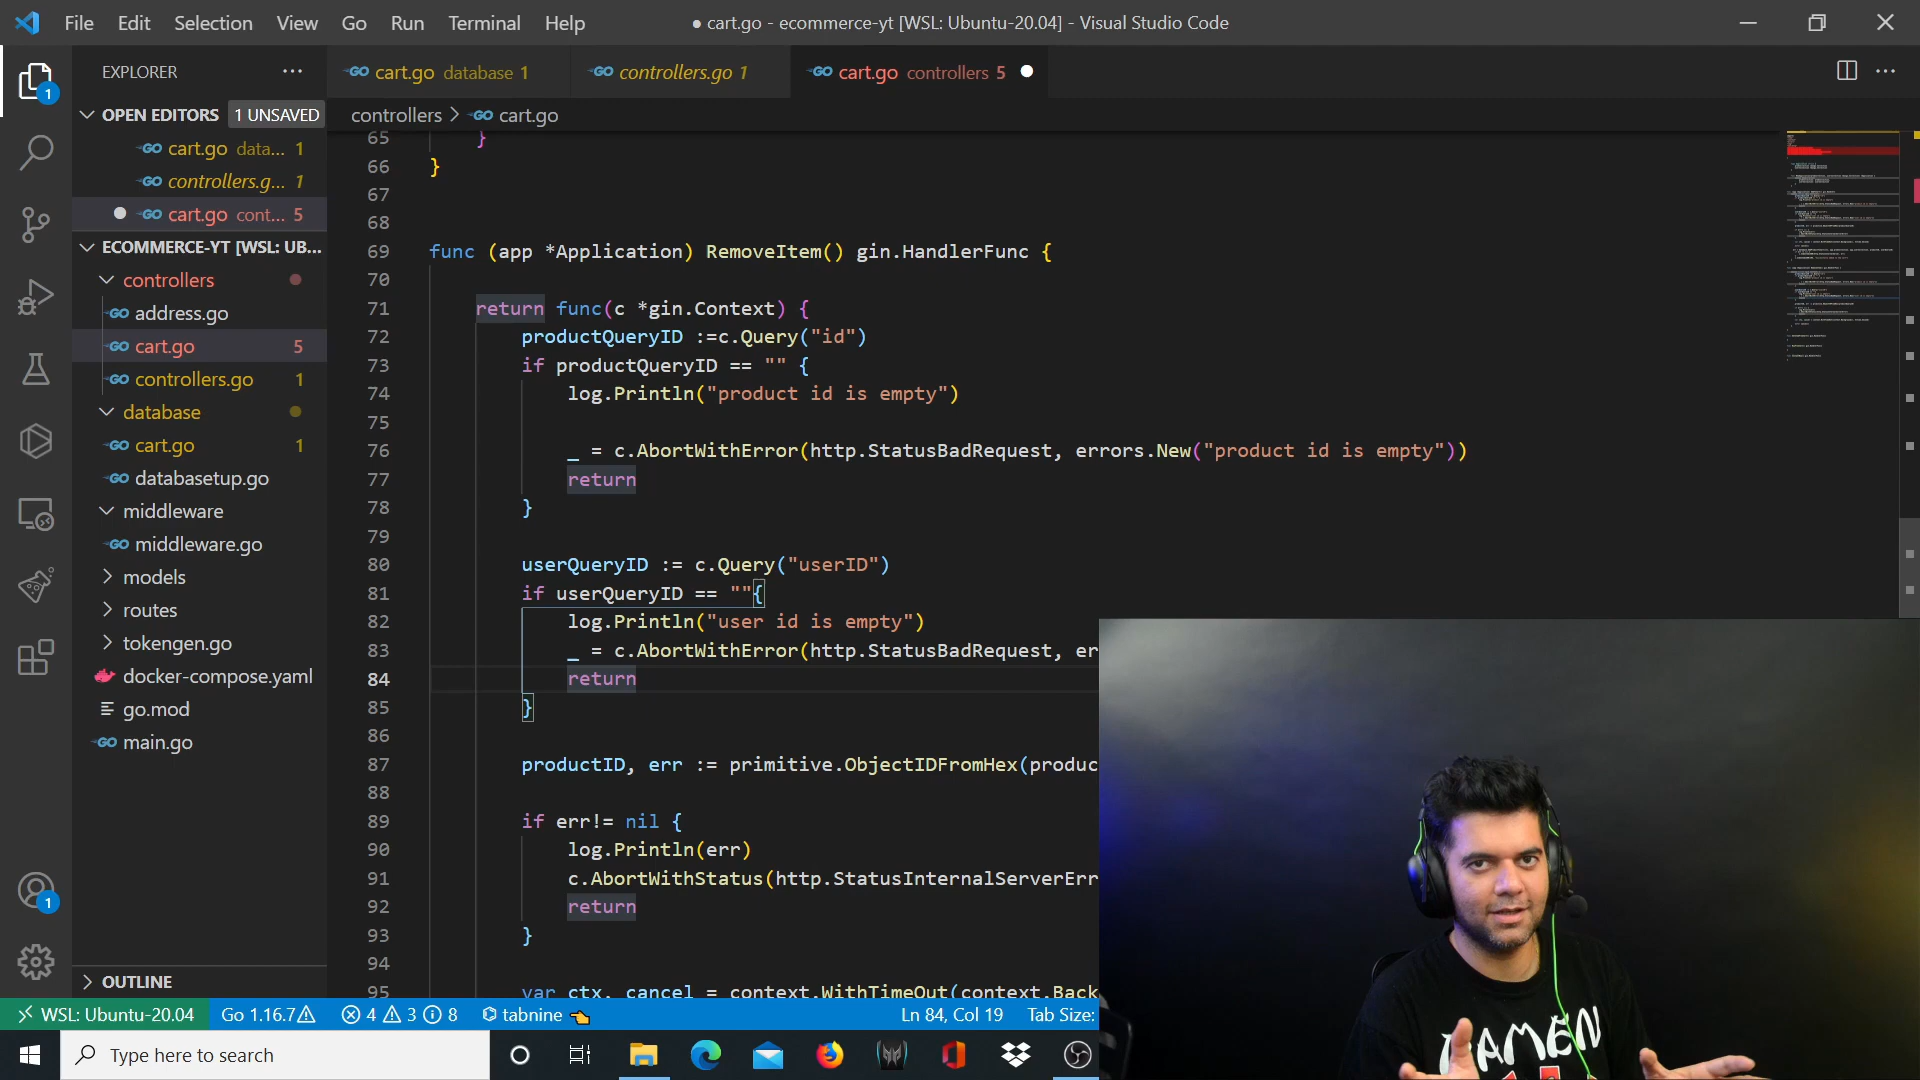 File Edit Selection View Go Run Terminal Help
● cart.go - ecommerce-yt [WSL: Ubuntu-20.04] - Visual Studio Code
EXPLORER
cart.go database 1
controllers.go 1
cart.go controllers 5
OPEN EDITORS 1 UNSAVED
controllers > cart.go
cart.go data... 1
controllers.g... 1
cart.go cont... 5
ECOMMERCE-YT [WSL: UB...
controllers
address.go
cart.go 5
controllers.go 1
database
cart.go 1
databasetup.go
middleware
middleware.go
models
routes
tokengen.go
docker-compose.yaml
go.mod
main.go
OUTLINE
65 }
66 }
67
68
69 func (app *Application) RemoveItem() gin.HandlerFunc {
70
71 return func(c *gin.Context) {
72 productQueryID :=c.Query("id")
73 if productQueryID == "" {
74 log.Println("product id is empty")
75
76 _ = c.AbortWithError(http.StatusBadRequest, errors.New("product id is empty"))
77 return
78 }
79
80 userQueryID := c.Query("userID")
81 if userQueryID == ""{
82 log.Println("user id is empty")
83 _ = c.AbortWithError(http.StatusBadRequest, er
84 return
85 }
86
87 productID, err := primitive.ObjectIDFromHex(produc
88
89 if err!= nil {
90 log.Println(err)
91 c.AbortWithStatus(http.StatusInternalServerErr
92 return
93 }
94
95 var ctx, cancel = context.WithTimeOut(context.Back
1
1
WSL: Ubuntu-20.04 Go 1.16.7 4 3 8 tabnine Ln 84, Col 19 Tab Size:
Type here to search
RAMEN